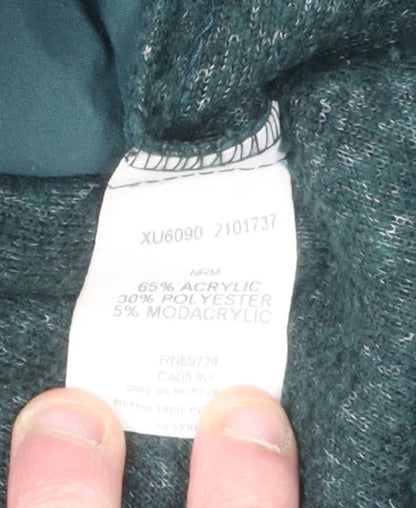 XU6090 2101737
NRM
65% ACRYLIC
30% POLYESTER
5% MODACRYLIC
RN69724
CA05367
CARE ON REVERSE